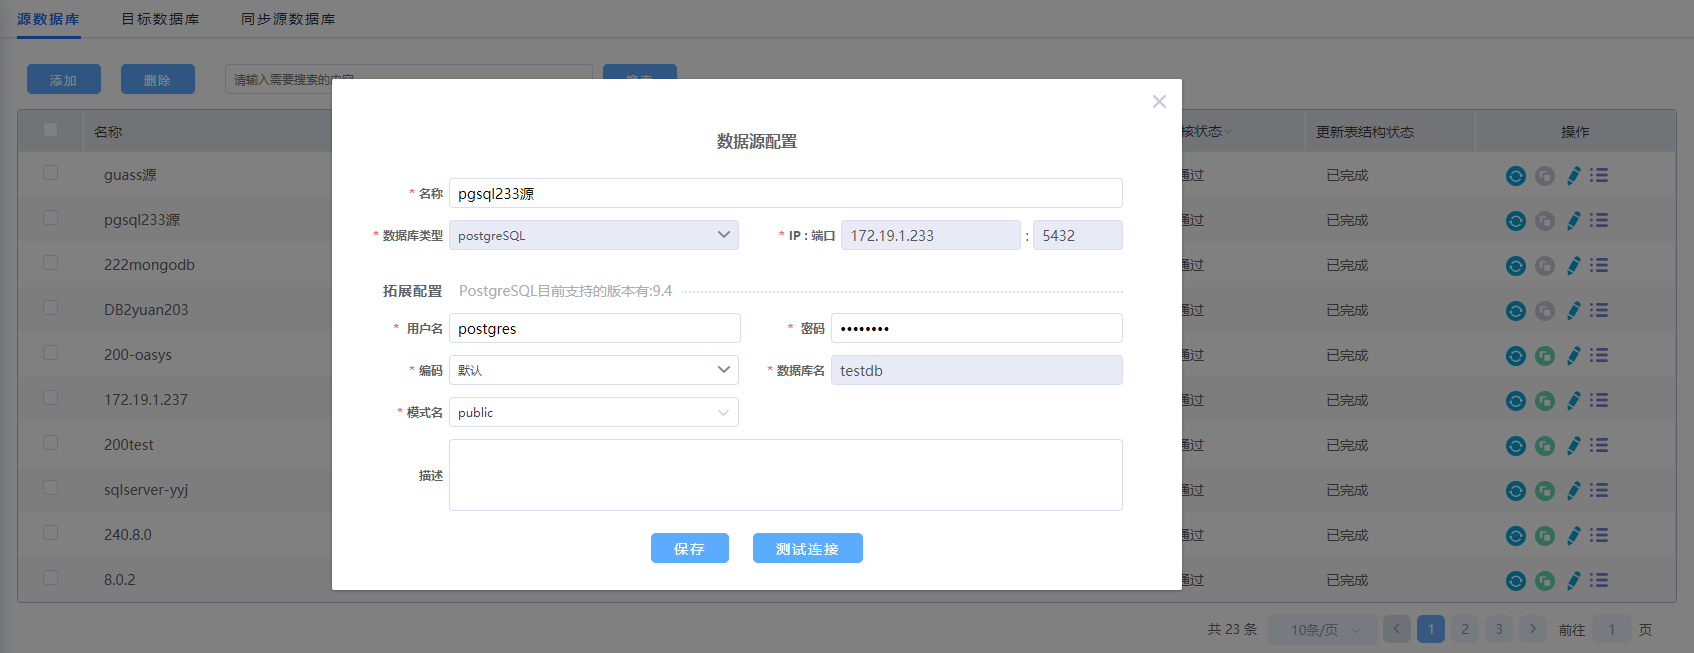 源数据库 目标数据库 同步源数据库
添加 删除 请输入需要搜索的内容
名称 核状态 更新表结构状态 操作
guass源 通过 已完成
pgsql233源 通过 已完成
222mongodb 通过 已完成
DB2yuan203 通过 已完成
200-oasys 通过 已完成
172.19.1.237 通过 已完成
200test 通过 已完成
sqlserver-yyj 通过 已完成
240.8.0 通过 已完成
8.0.2 通过 已完成
共 23 条 10条/页 1 2 3 前往 1 页
数据源配置
* 名称 pgsql233源
* 数据库类型 postgreSQL * IP : 端口 172.19.1.233 : 5432
拓展配置 PostgreSQL目前支持的版本有:9.4
* 用户名 postgres * 密码 ••••••••
* 编码 默认 * 数据库名 testdb
* 模式名 public
描述
保存 测试连接